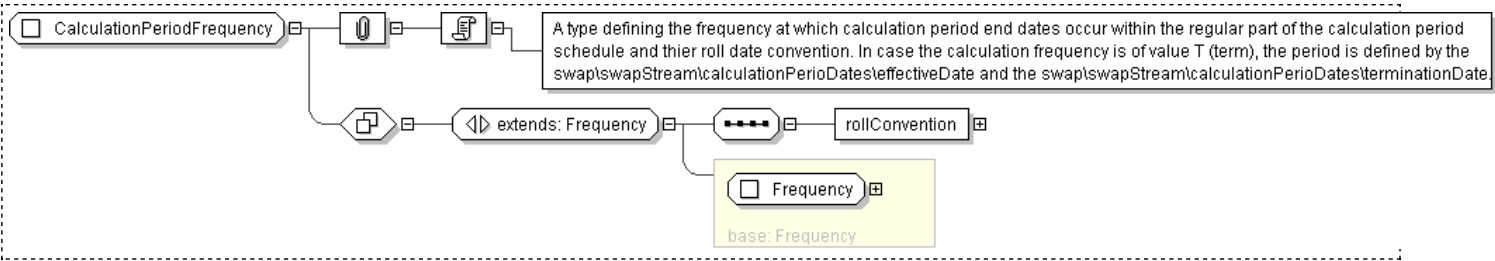 CalculationPeriodFrequency
A type defining the frequency at which calculation period end dates occur within the regular part of the calculation period
schedule and thier roll date convention. In case the calculation frequency is of value T (term), the period is defined by the
swap\swapStream\calculationPerioDates\effectiveDate and the swap\swapStream\calculationPerioDates\terminationDate.
extends: Frequency
rollConvention
Frequency
base: Frequency